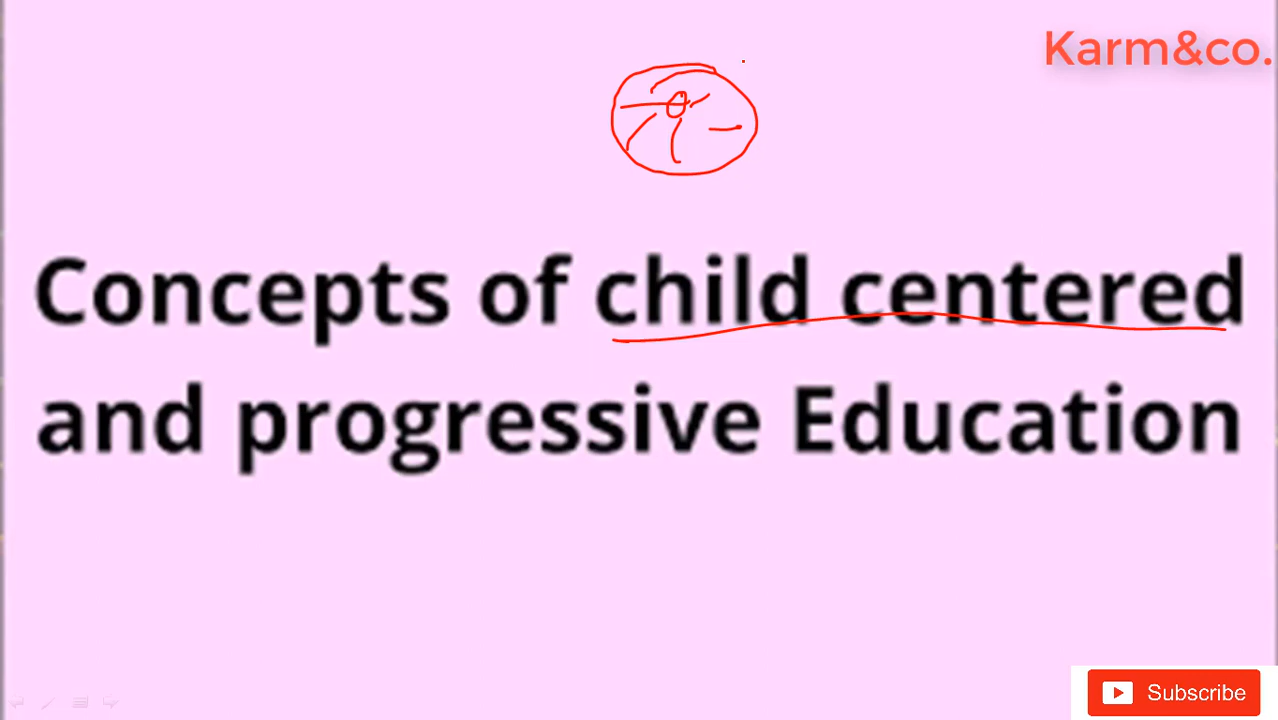 Karm&co.
Concepts of child centered
and progressive Education
Subscribe